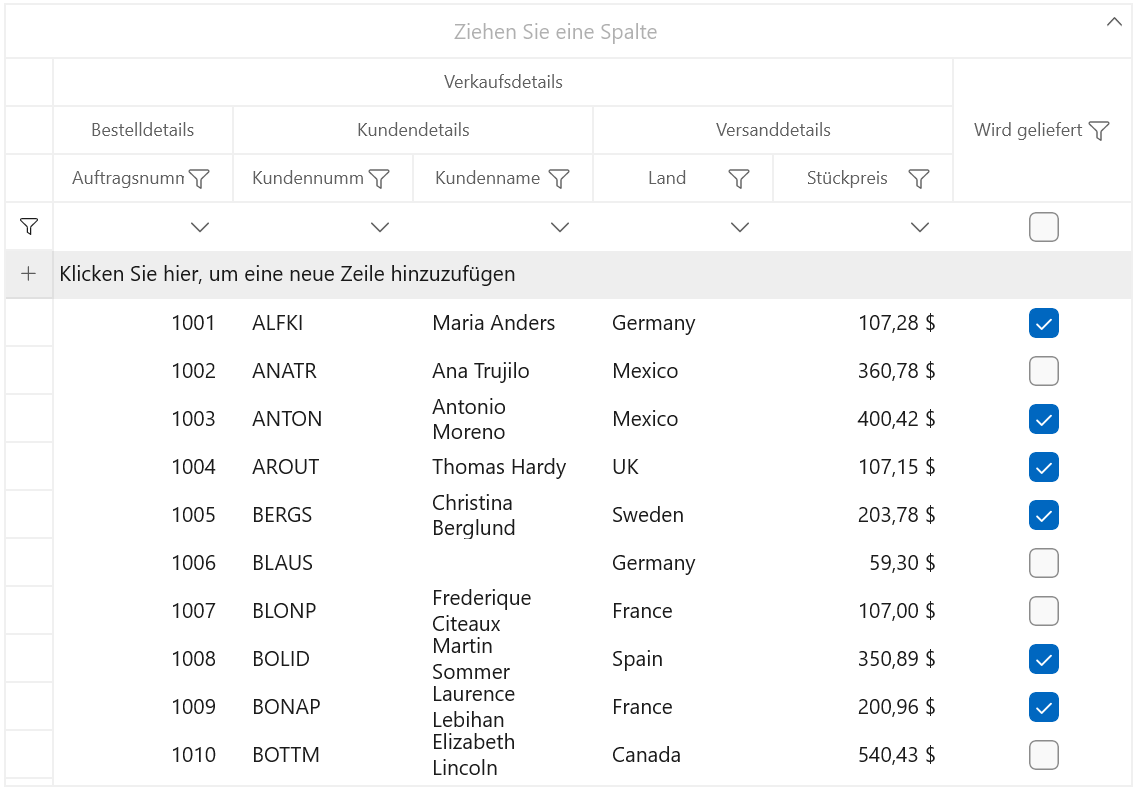 Ziehen Sie eine Spalte
Verkaufsdetails
Bestelldetails Kundendetails Versanddetails Wird geliefert
Auftragsnumn Kundennumm Kundenname Land Stückpreis
Klicken Sie hier, um eine neue Zeile hinzuzufügen
1001 ALFKI Maria Anders Germany 107,28 $
1002 ANATR Ana Trujilo Mexico 360,78 $
1003 ANTON Antonio Moreno Mexico 400,42 $
1004 AROUT Thomas Hardy UK 107,15 $
1005 BERGS Christina Berglund Sweden 203,78 $
1006 BLAUS Germany 59,30 $
1007 BLONP Frederique Citeaux France 107,00 $
1008 BOLID Martin Sommer Spain 350,89 $
1009 BONAP Laurence Lebihan France 200,96 $
1010 BOTTM Elizabeth Lincoln Canada 540,43 $